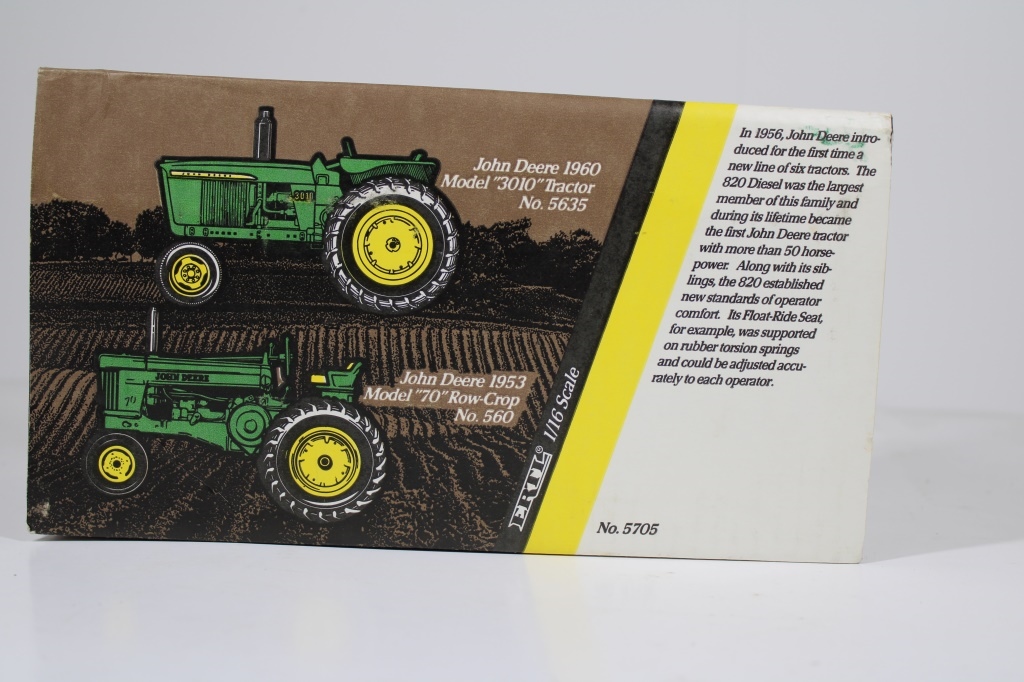 John Deere 1960
Model "3010" Tractor
No. 5635
JOHN DEERE
3010
John Deere 1953
Model "70" Row-Crop
No. 560
JOHN DEERE
70
ERTL® 1/16 Scale
In 1956, John Deere intro-
duced for the first time a
new line of six tractors. The
820 Diesel was the largest
member of this family and
during its lifetime became
the first John Deere tractor
with more than 50 horse-
power. Along with its sib-
lings, the 820 established
new standards of operator
comfort. Its Float-Ride Seat,
for example, was supported
on rubber torsion springs
and could be adjusted accu-
rately to each operator.
No. 5705